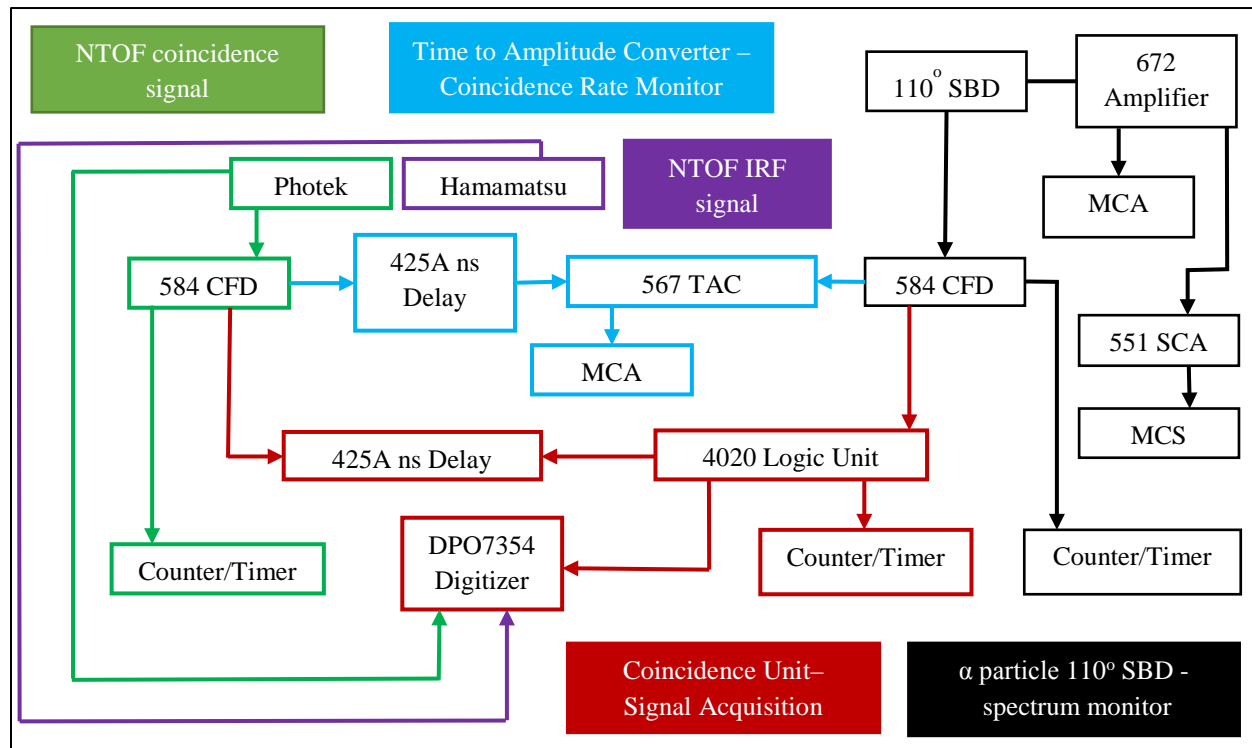 NTOF coincidence
signal
Time to Amplitude Converter –
Coincidence Rate Monitor
110° SBD
672
Amplifier
Photek
Hamamatsu
NTOF IRF
signal
MCA
584 CFD
425A ns
Delay
567 TAC
584 CFD
MCA
551 SCA
MCS
425A ns Delay
4020 Logic Unit
Counter/Timer
DPO7354
Digitizer
Counter/Timer
Counter/Timer
Coincidence Unit–
Signal Acquisition
α particle 110° SBD -
spectrum monitor